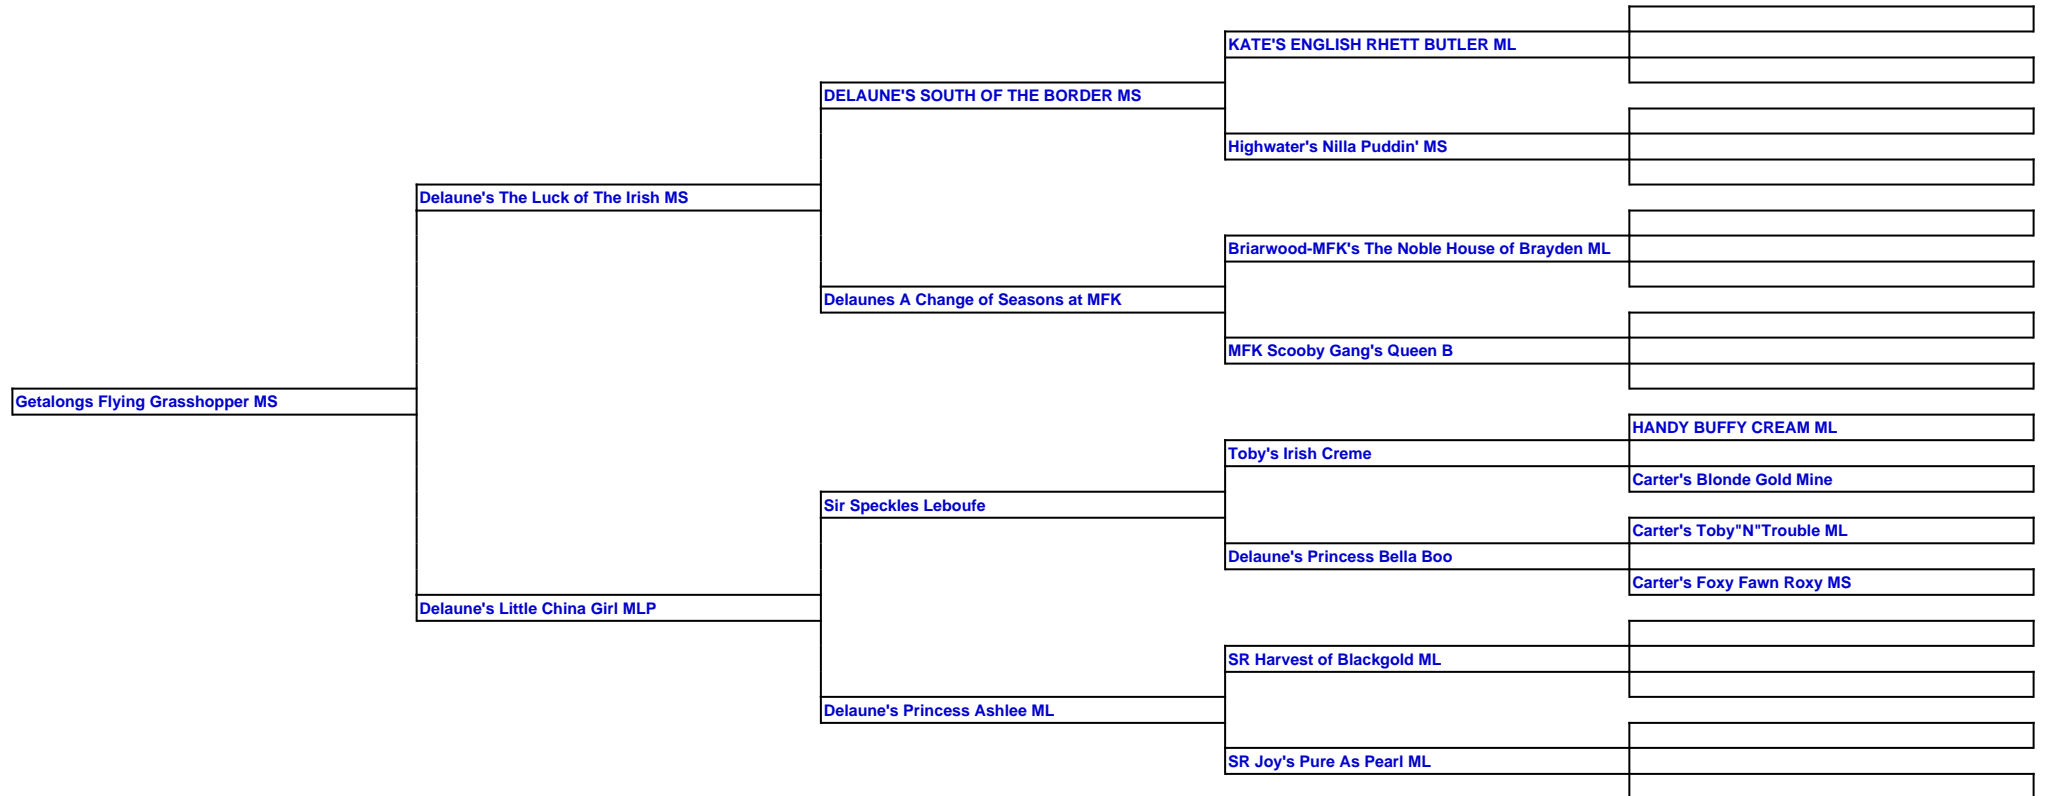 KATE'S ENGLISH RHETT BUTLER ML
DELAUNE'S SOUTH OF THE BORDER MS
Highwater's Nilla Puddin' MS
Delaune's The Luck of The Irish MS
Briarwood-MFK's The Noble House of Brayden ML
Delaunes A Change of Seasons at MFK
MFK Scooby Gang's Queen B
Getalongs Flying Grasshopper MS
HANDY BUFFY CREAM ML
Toby's Irish Creme
Carter's Blonde Gold Mine
Sir Speckles Leboufe
Carter's Toby"N"Trouble ML
Delaune's Princess Bella Boo
Carter's Foxy Fawn Roxy MS
Delaune's Little China Girl MLP
SR Harvest of Blackgold ML
Delaune's Princess Ashlee ML
SR Joy's Pure As Pearl ML